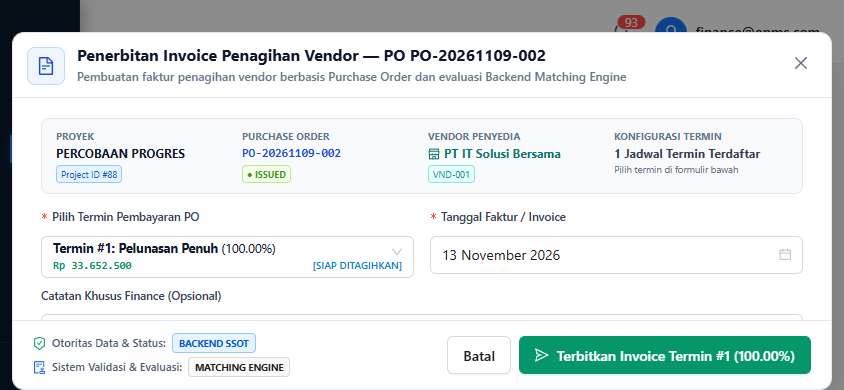 93
finance@epms.com
Penerbitan Invoice Penagihan Vendor — PO PO-20261109-002
Pembuatan faktur penagihan vendor berbasis Purchase Order dan evaluasi Backend Matching Engine
PROYEK
PERCOBAAN PROGRES
Project ID #88
PURCHASE ORDER
PO-20261109-002
ISSUED
VENDOR PENYEDIA
PT IT Solusi Bersama
VND-001
KONFIGURASI TERMIN
1 Jadwal Termin Terdaftar
Pilih termin di formulir bawah
* Pilih Termin Pembayaran PO
Termin #1: Pelunasan Penuh (100.00%)
Rp 33.652.500 [SIAP DITAGIHKAN]
* Tanggal Faktur / Invoice
13 November 2026
Catatan Khusus Finance (Opsional)
Otoritas Data & Status: BACKEND SSOT
Sistem Validasi & Evaluasi: MATCHING ENGINE
Batal
Terbitkan Invoice Termin #1 (100.00%)